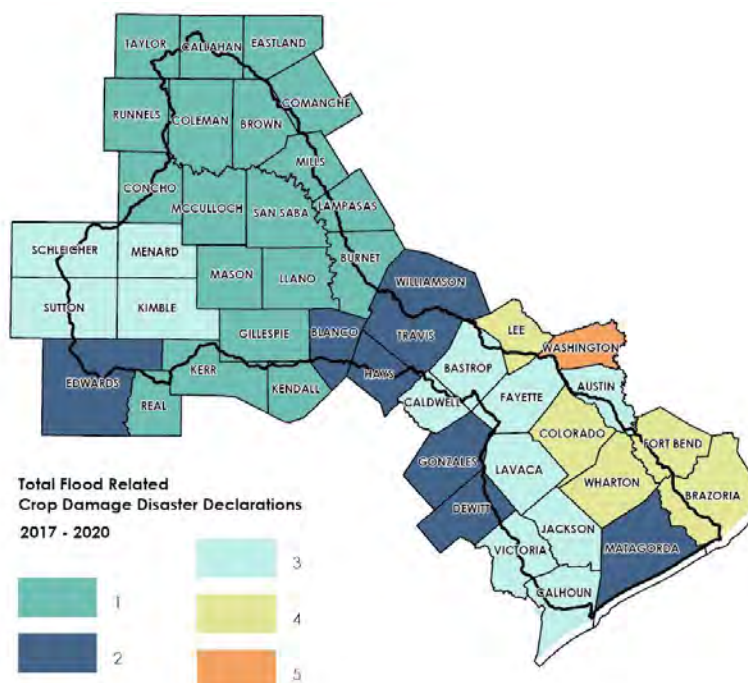 TAYLOR
CALLAHAN
EASTLAND
COMANCHE
RUNNELS
COLEMAN
BROWN
MILLS
CONCHO
MCCULLOCH
SAN SABA
LAMPASAS
SCHLEICHER
MENARD
MASON
LLANO
BURNET
WILLIAMSON
SUTTON
KIMBLE
GILLESPIE
BLANCO
TRAVIS
LEE
WASHINGTON
EDWARDS
KERR
REAL
KENDALL
HAYS
BASTROP
CALDWELL
FAYETTE
AUSTIN
GONZALES
LAVACA
COLORADO
FORT BEND
DEWITT
WHARTON
BRAZORIA
JACKSON
VICTORIA
MATAGORDA
CALHOUN
Total Flood Related
Crop Damage Disaster Declarations
2017 - 2020
1
2
3
4
5